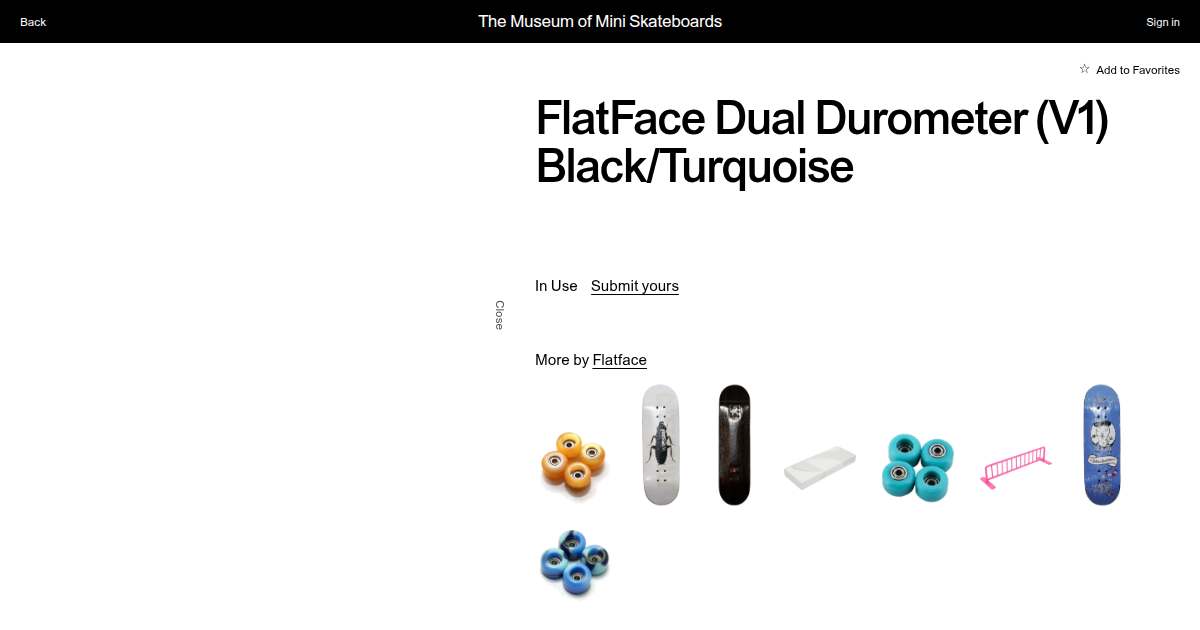 Back
The Museum of Mini Skateboards
Sign in
☆ Add to Favorites
FlatFace Dual Durometer (V1)
Black/Turquoise
In Use Submit yours
Close
More by Flatface